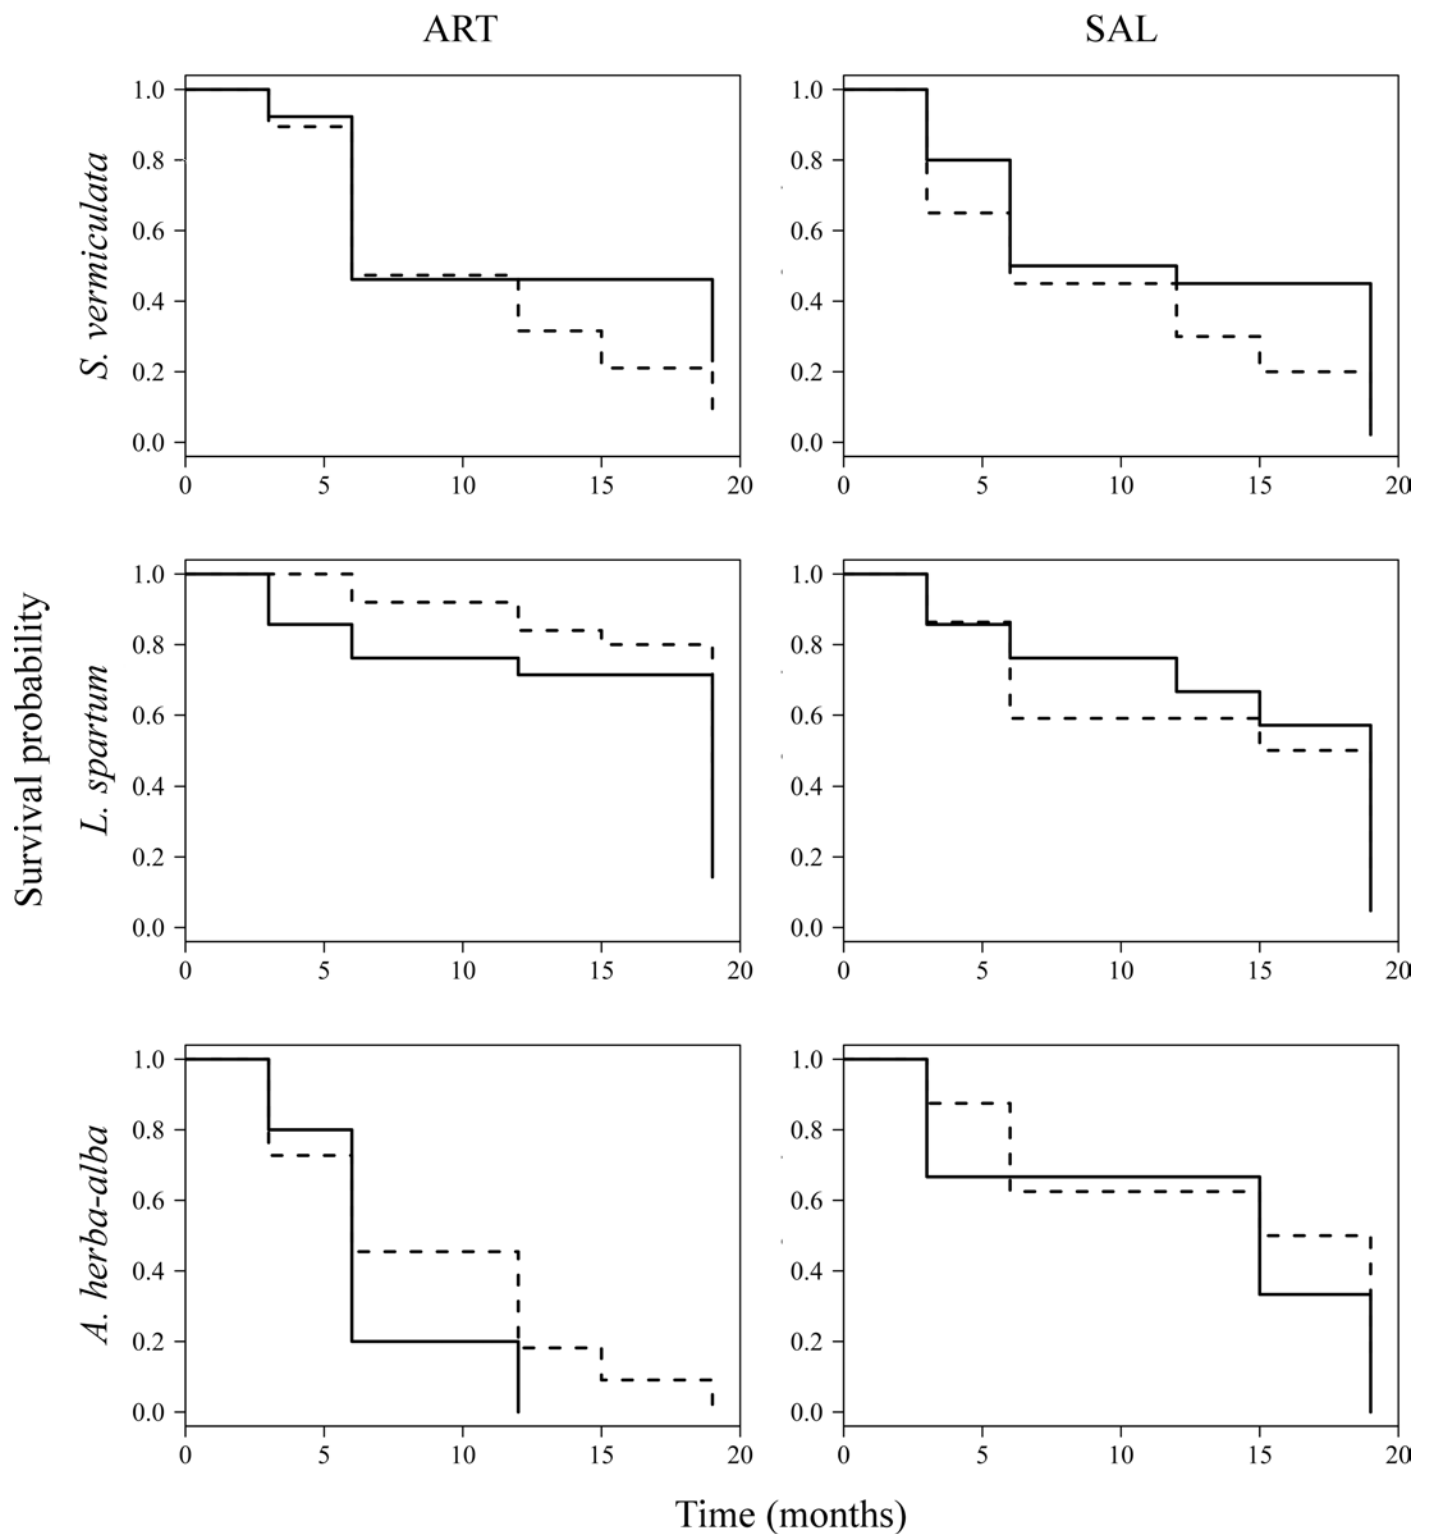 ART SAL
1.0 1.0
0.8 0.8
0.6 0.6
0.4 0.4
0.2 0.2
0.0 0.0
S. vermiculata
0 5 10 15 20 0 5 10 15 20
1.0 1.0
0.8 0.8
0.6 0.6
0.4 0.4
0.2 0.2
0.0 0.0
Survival probability
L. spartum
0 5 10 15 20 0 5 10 15 20
1.0 1.0
0.8 0.8
0.6 0.6
0.4 0.4
0.2 0.2
0.0 0.0
A. herba-alba
0 5 10 15 20 0 5 10 15 20
Time (months)